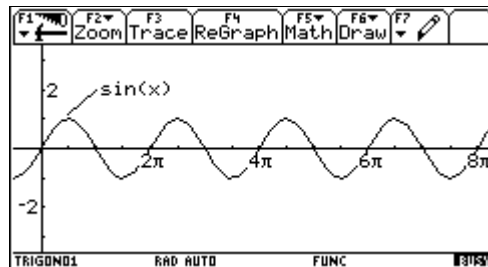 F1 F2 F3 F4 F5 F6 F7
Zoom Trace ReGraph Math Draw
2
sin(x)
2π 4π 6π 8π
-2
TRIGONO1 RAD AUTO FUNC BUSY